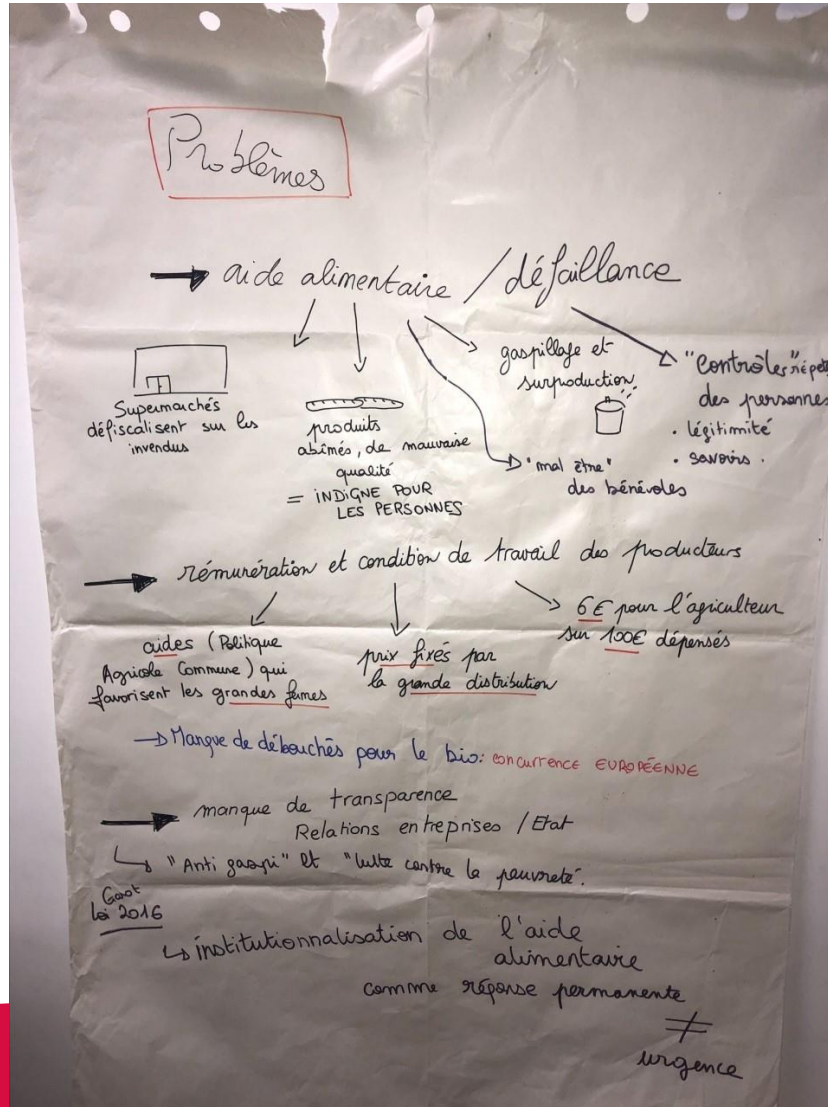 Problèmes
aide alimentaire / défaillance
Supermarchés
défiscalisent sur les
invendus
produits
abîmés, de mauvaise
qualité
= INDIGNE POUR
LES PERSONNES
gaspillage et
surproduction
"mal être"
des bénévoles
"Contrôles" répét
des personnes
. légitimité
. savoirs .
rémunération et condition de travail des producteurs
aides (Politique
Agricole Commune) qui
favorisent les grandes fermes
prix fixés par
la grande distribution
6€ pour l'agriculteur
sur 100€ dépensés
Manque de débouchés pour le bio: concurrence EUROPÉENNE
manque de transparence
Relations entreprises / Etat
"Anti gaspi" et "lutte contre la pauvreté".
Garot
loi 2016
institutionnalisation de l'aide
alimentaire
comme réponse permanente
≠
urgence